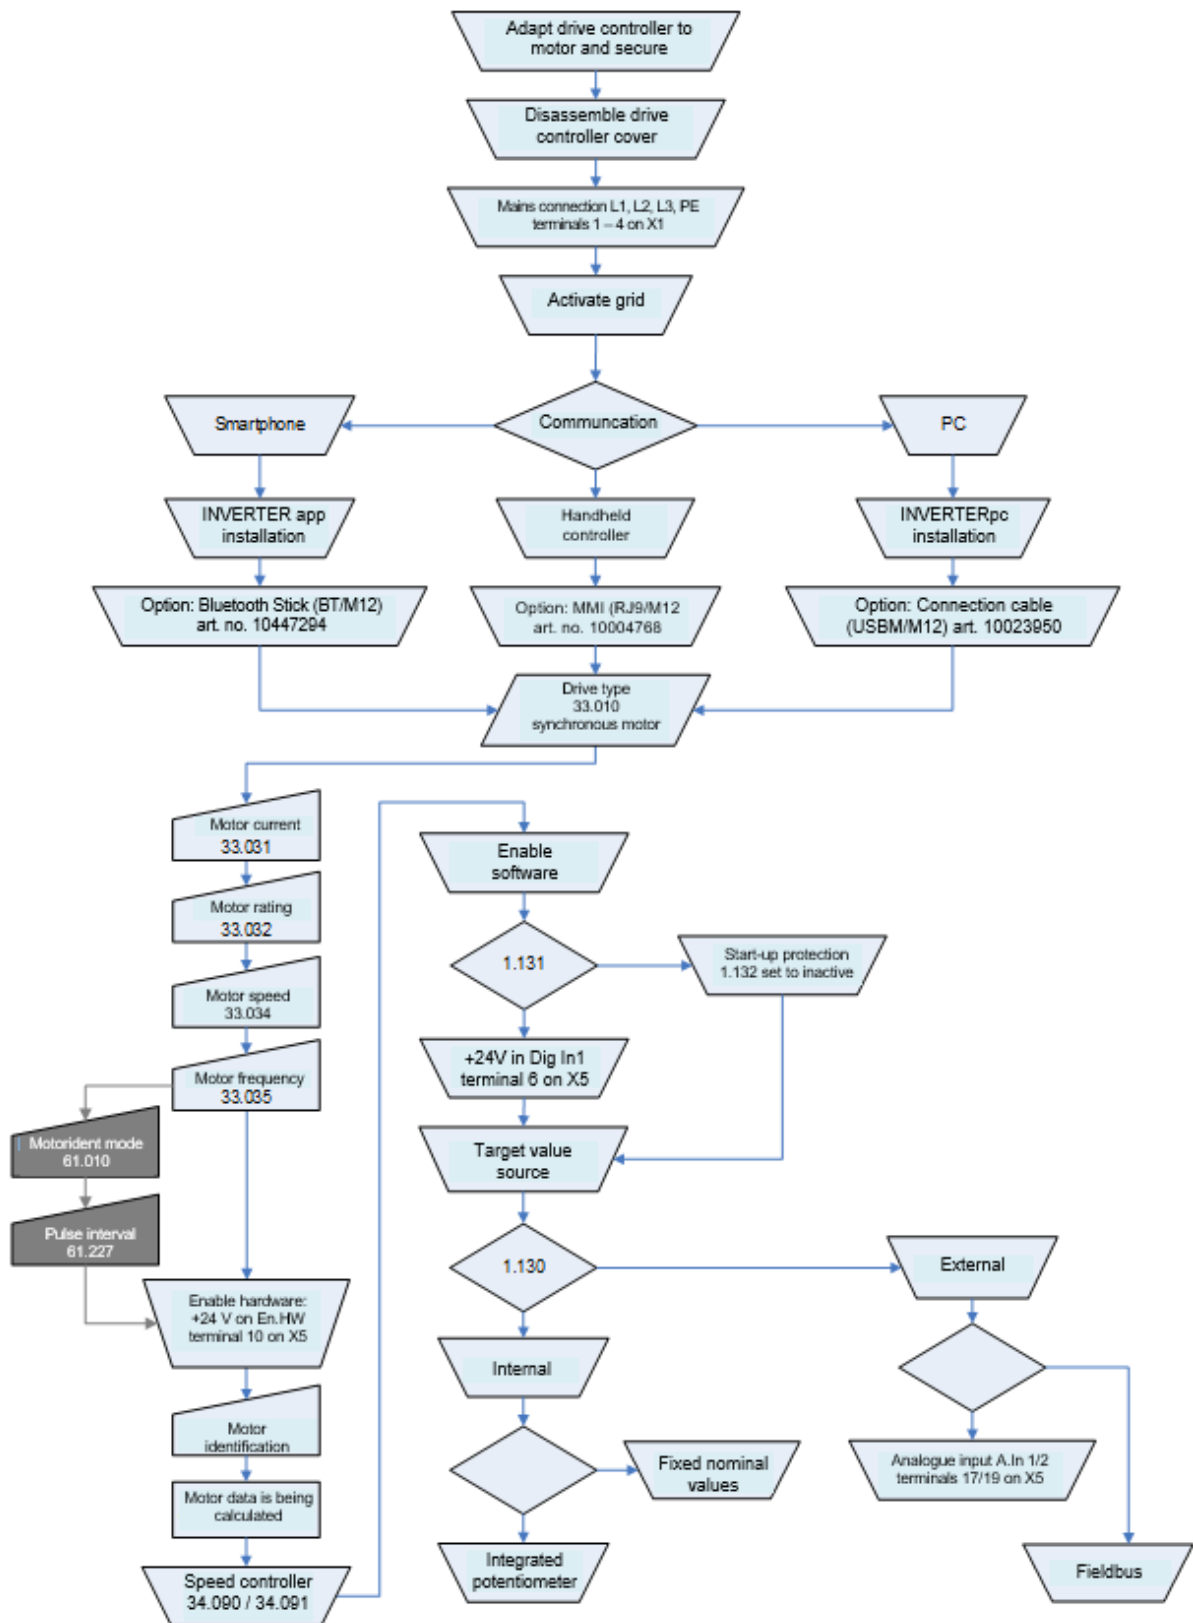 Adapt drive controller to
motor and secure
Disassemble drive
controller cover
Mains connection L1, L2, L3, PE
terminals 1 – 4 on X1
Activate grid
Communcation
Smartphone
PC
INVERTER app
installation
Handheld
controller
INVERTERpc
installation
Option: Bluetooth Stick (BT/M12)
art. no. 10447294
Option: MMI (RJ9/M12
art. no. 10004768
Option: Connection cable
(USBM/M12) art. 10023950
Drive type
33.010
synchronous motor
Motor current
33.031
Motor rating
33.032
Motor speed
33.034
Motor frequency
33.035
Motorident mode
61.010
Pulse interval
61.227
Enable hardware:
+24 V on En.HW
terminal 10 on X5
Motor
identification
Motor data is being
calculated
Speed controller
34.090 / 34.091
Enable
software
1.131
Start-up protection
1.132 set to inactive
+24V in Dig In1
terminal 6 on X5
Target value
source
1.130
External
Internal
Fixed nominal
values
Analogue input A.In 1/2
terminals 17/19 on X5
Integrated
potentiometer
Fieldbus